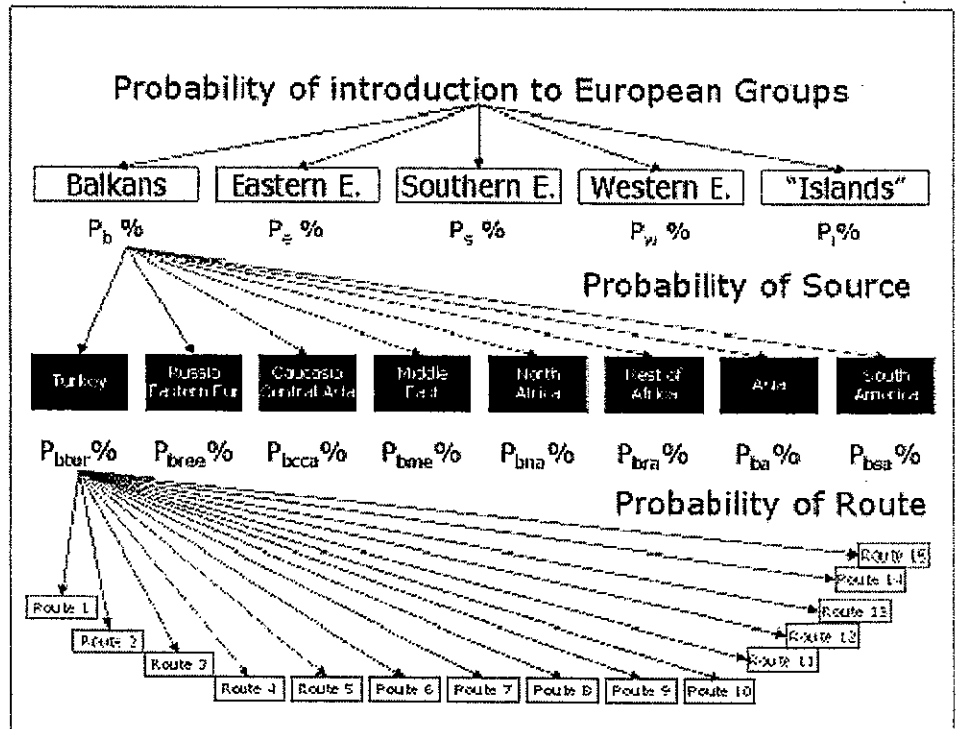 Probability of introduction to European Groups
Balkans Eastern E. Southern E. Western E. "Islands"
P_b % P_e % P_s % P_w % P_i%
Probability of Source
Turkey Russia Caucasia Middle North Rest of Asia South
Eastern Eur Central Asia East Africa Africa America
P_btur% P_bree% P_bcca% P_bme% P_bna% P_bra% P_ba% P_bsa%
Probability of Route
Route 15
Route 14
Route 1 Route 13
Route 2 Route 12
Route 3 Route 11
Route 4 Route 5 Route 6 Route 7 Route 8 Route 9 Route 10